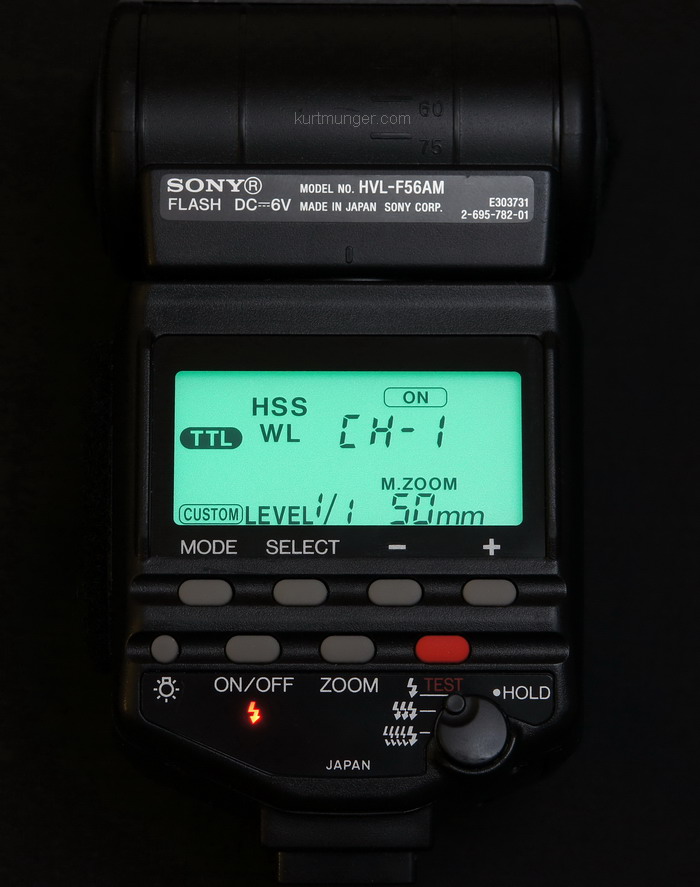 60
kurtmunger.com
75
SONY® MODEL NO. HVL-F56AM
FLASH DC⎓6V MADE IN JAPAN SONY CORP. E303731
2-695-782-01
ON
HSS
TTL WL CH-1
M.ZOOM
CUSTOM LEVEL 1/1 50mm
MODE SELECT − +
ON/OFF ZOOM TEST •HOLD
JAPAN